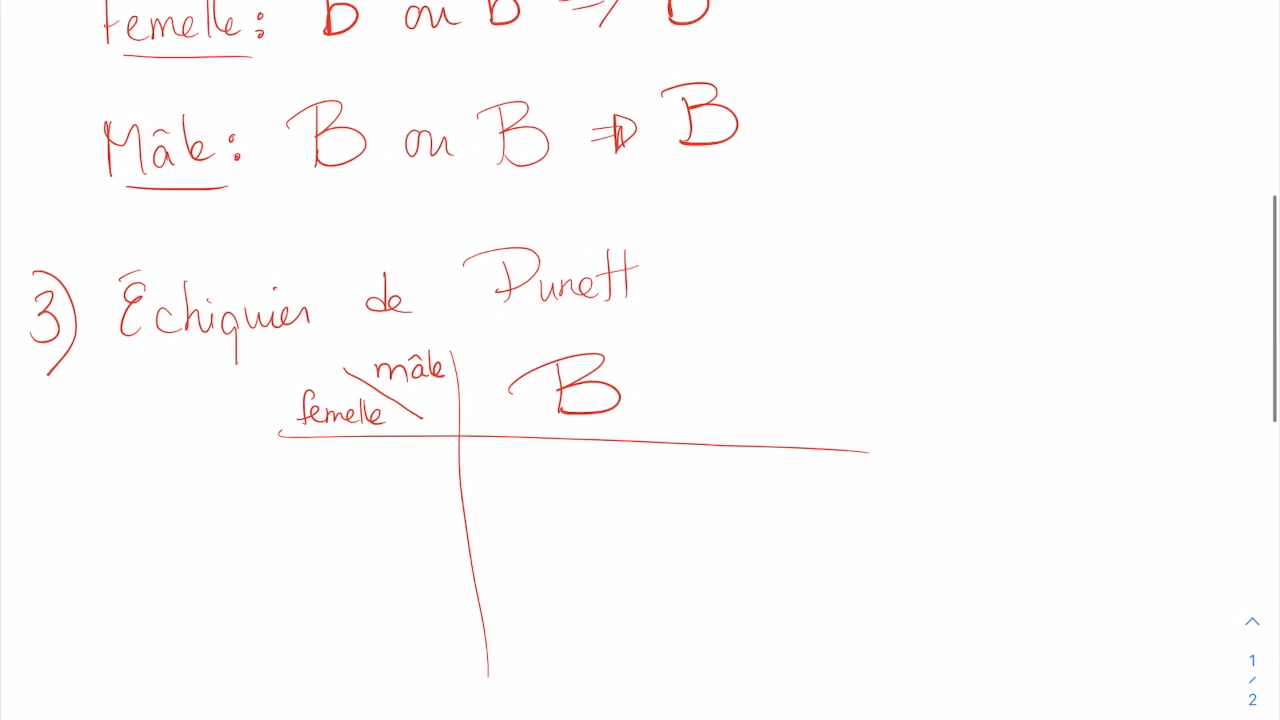 Femelle: B ou B => B
Mâle: B ou B => B
3) Échiquier de Punett
mâle
B
femelle
1
/
2